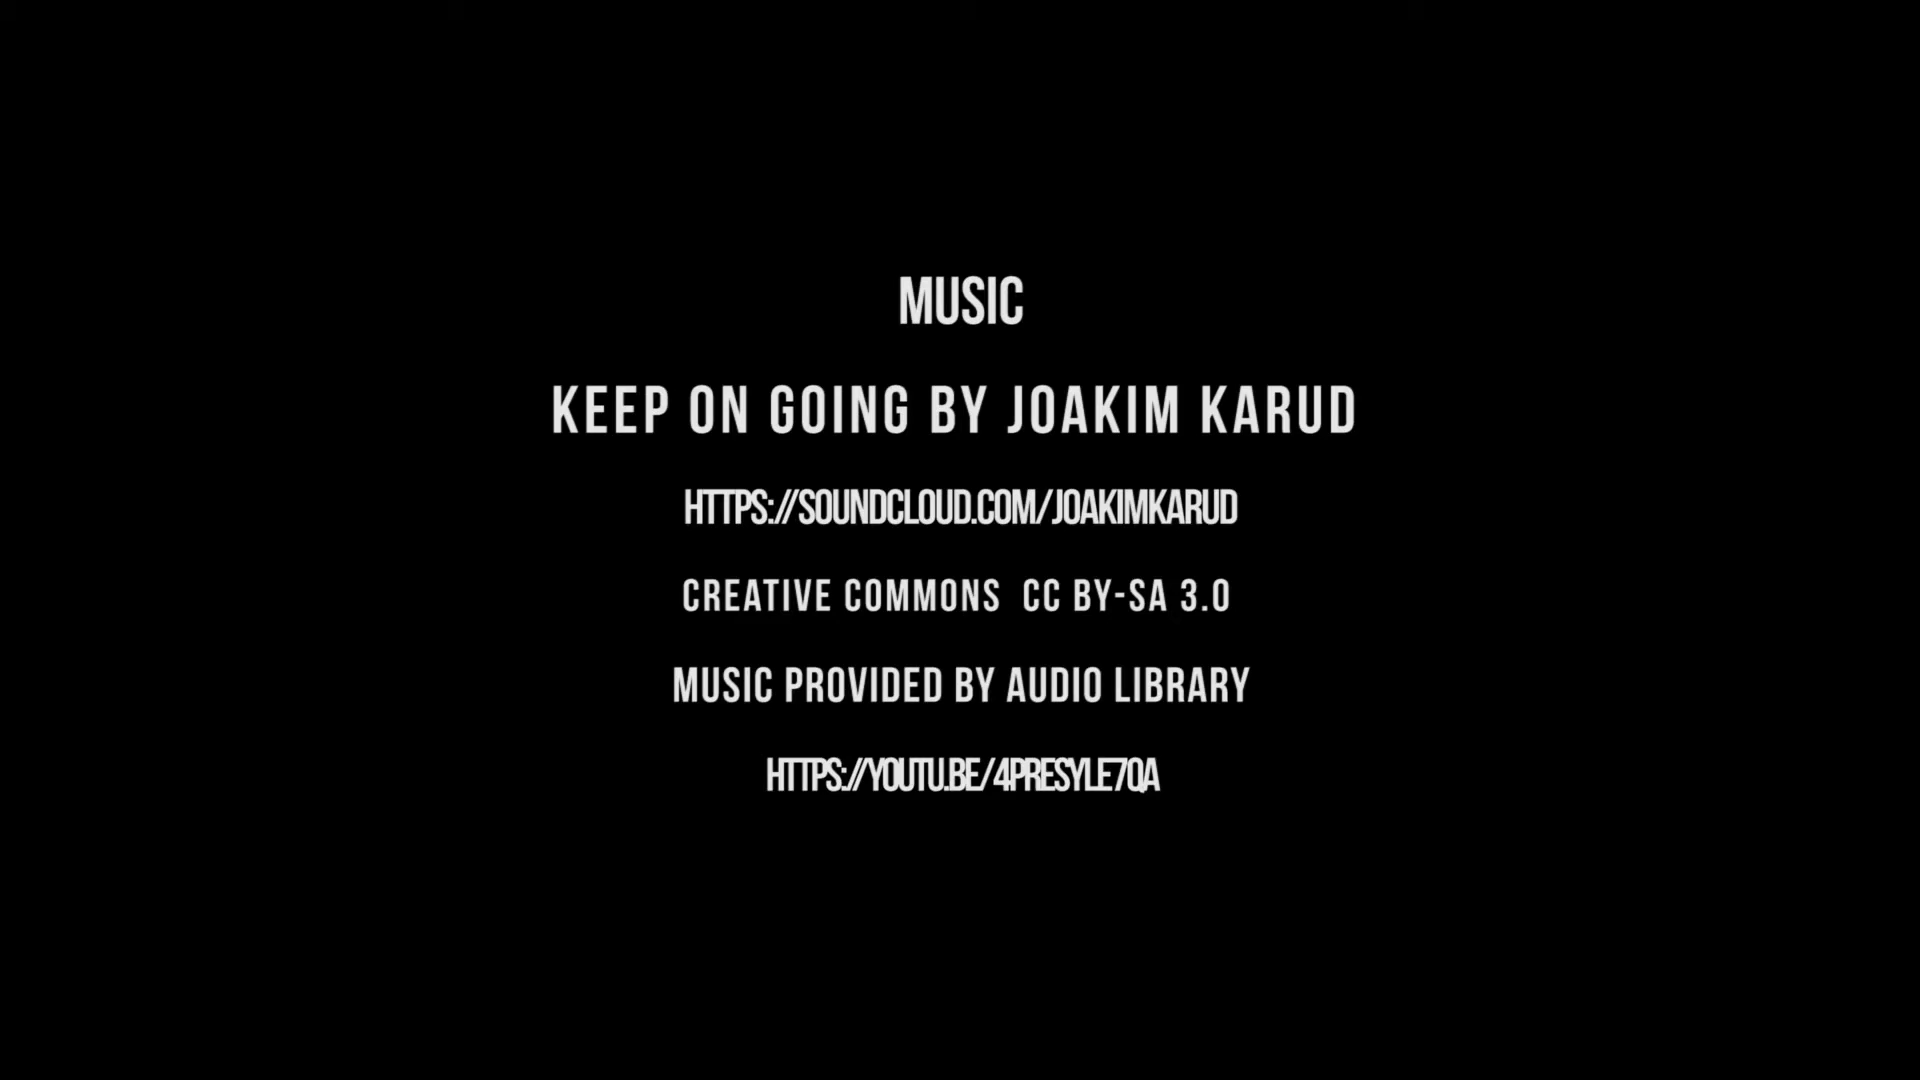 MUSIC
KEEP ON GOING BY JOAKIM KARUD
HTTPS://SOUNDCLOUD.COM/JOAKIMKARUD
CREATIVE COMMONS  CC BY-SA 3.0
MUSIC PROVIDED BY AUDIO LIBRARY
HTTPS://YOUTU.BE/4PRESYLE7QA